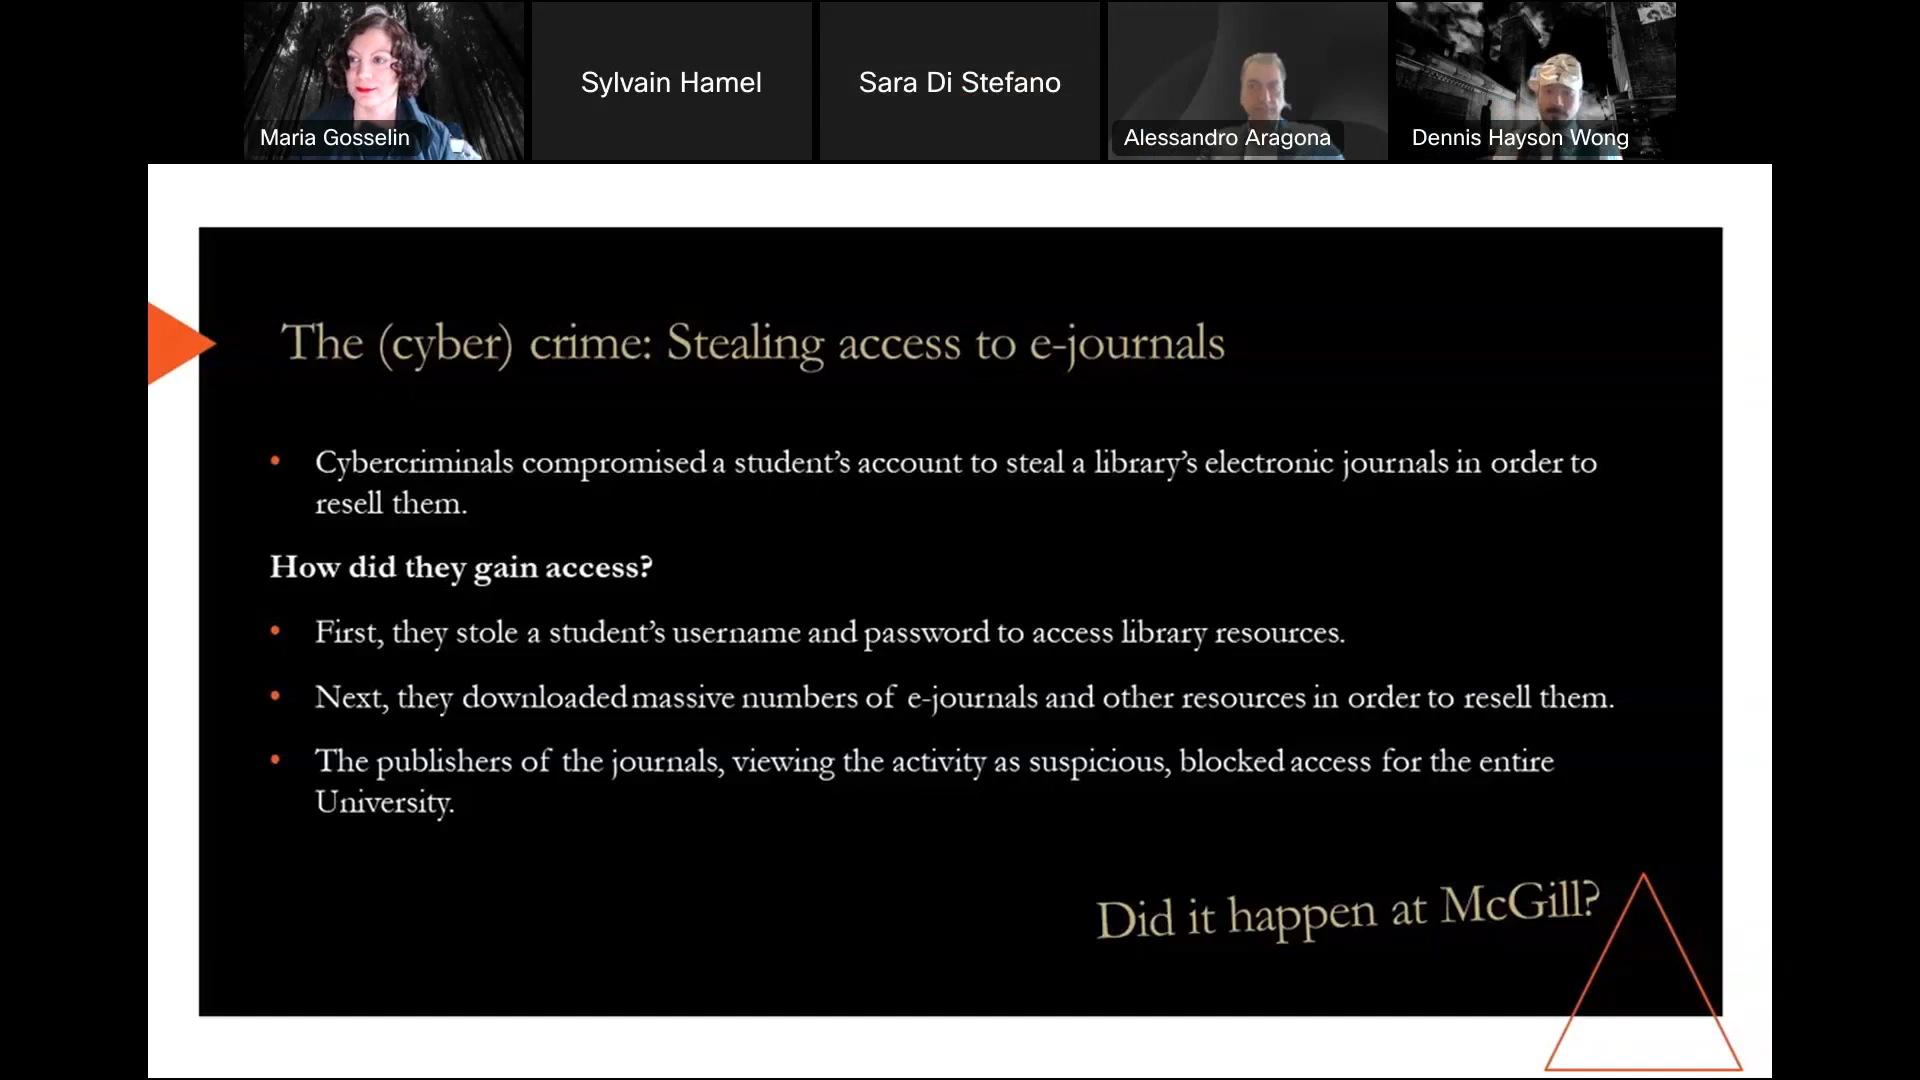 Maria Gosselin
Sylvain Hamel
Sara Di Stefano
Alessandro Aragona
Dennis Hayson Wong
The (cyber) crime: Stealing access to e-journals
• Cybercriminals compromised a student’s account to steal a library’s electronic journals in order to
resell them.
How did they gain access?
• First, they stole a student’s username and password to access library resources.
• Next, they downloaded massive numbers of e-journals and other resources in order to resell them.
• The publishers of the journals, viewing the activity as suspicious, blocked access for the entire
University.
Did it happen at McGill?